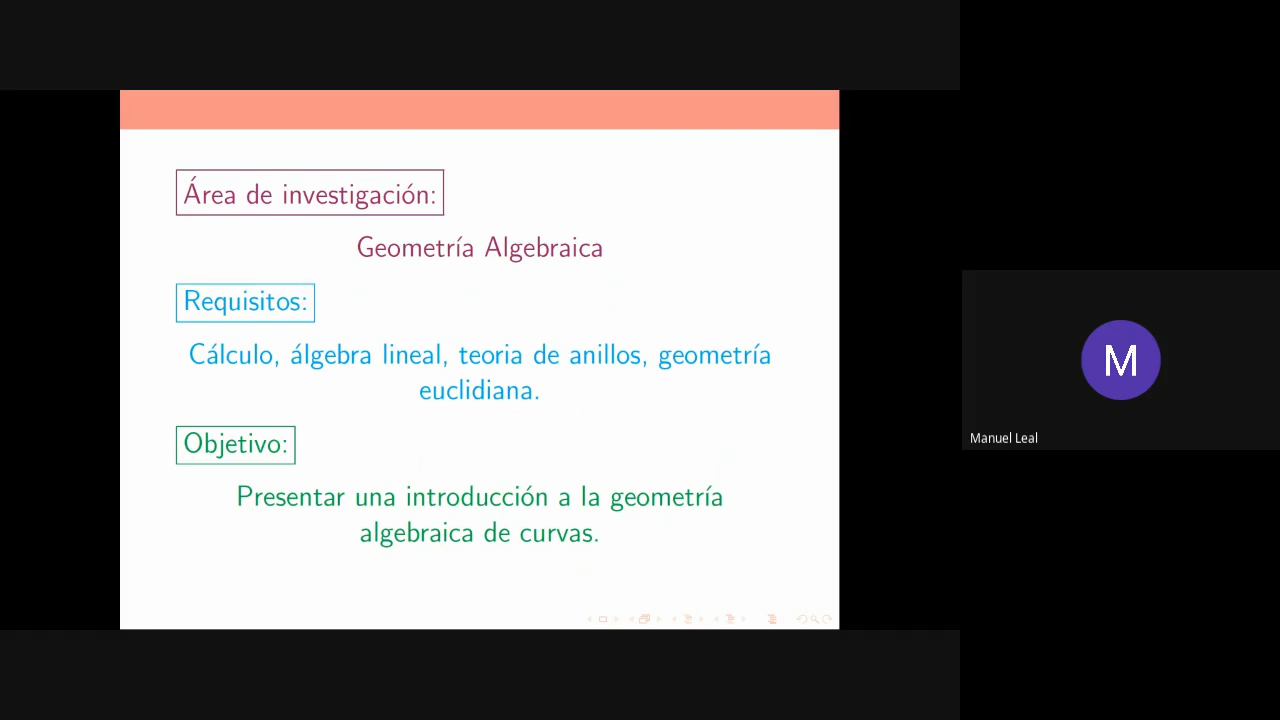 Área de investigación:
Geometría Algebraica
Requisitos:
Cálculo, álgebra lineal, teoria de anillos, geometría
euclidiana.
Objetivo:
Presentar una introducción a la geometría
algebraica de curvas.
M
Manuel Leal